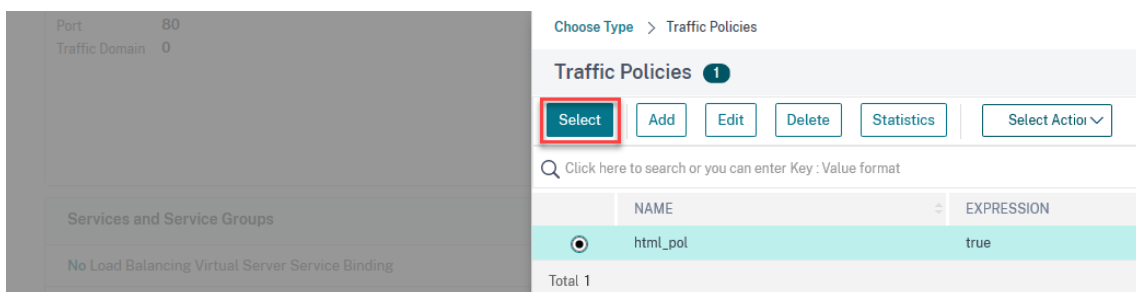 Port 80
Traffic Domain 0
Services and Service Groups
No Load Balancing Virtual Server Service Binding
Choose Type > Traffic Policies
Traffic Policies 1
Select Add Edit Delete Statistics Select Action
Click here to search or you can enter Key : Value format
NAME EXPRESSION
html_pol true
Total 1